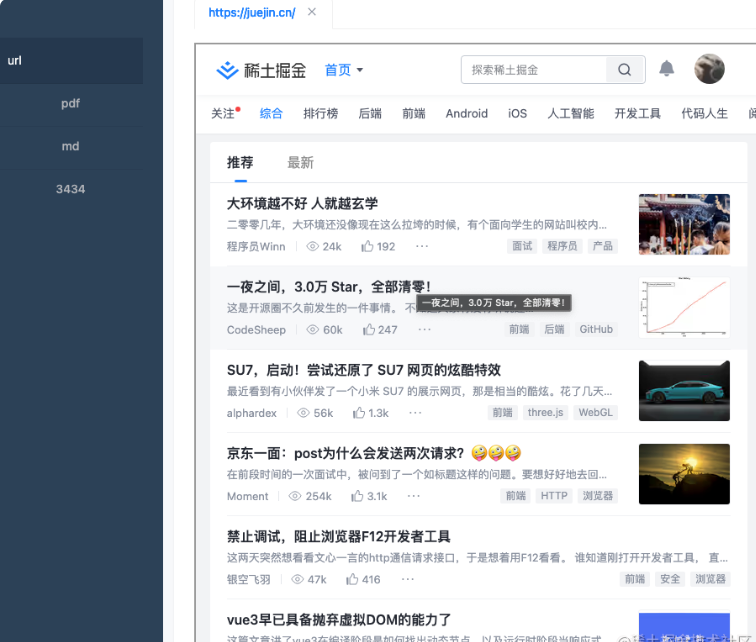 https://juejin.cn/
url
pdf
md
3434
稀土掘金 首页 探索稀土掘金
关注 综合 排行榜 后端 前端 Android iOS 人工智能 开发工具 代码人生
推荐 最新
大环境越不好 人就越玄学
二零零几年，大环境还没像现在这么拉垮的时候，有个面向学生的网站叫校内...
程序员Winn 24k 192 ... 面试 程序员 产品
一夜之间，3.0万 Star，全部清零！
一夜之间，3.0万 Star，全部清零！
这是开源圈不久前发生的一件事情。
CodeSheep 60k 247 ... 前端 后端 GitHub
SU7，启动！尝试还原了 SU7 网页的炫酷特效
最近看到有小伙伴发了一个小米 SU7 的展示网页，那是相当的酷炫。花了几天...
alphardex 56k 1.3k ... 前端 three.js WebGL
京东一面：post为什么会发送两次请求？🤪🤪🤪
在前段时间的一次面试中，被问到了一个如标题这样的问题。要想好好地去回...
Moment 254k 3.1k ... 前端 HTTP 浏览器
禁止调试，阻止浏览器F12开发者工具
这两天突然想看看文心一言的http通信请求接口，于是想着用F12看看。 谁知道刚打开开发者工具， 直...
银空飞羽 47k 416 ... 前端 安全 浏览器
vue3早已具备抛弃虚拟DOM的能力了